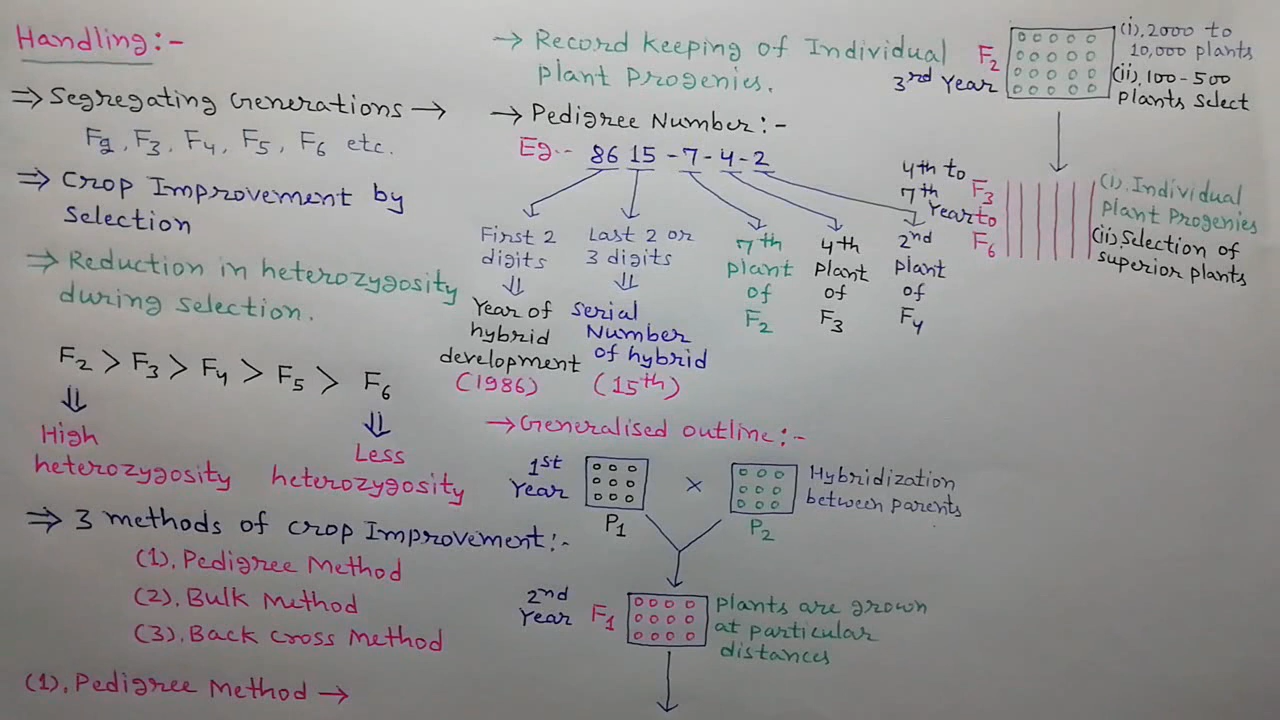 Handling:-
⇒ Segregating Generations →
F2, F3, F4, F5, F6 etc.
⇒ Crop Improvement by
Selection
⇒ Reduction in heterozygosity
during selection.
F2 > F3 > F4 > F5 > F6
⇓
High
heterozygosity
⇓
Less
heterozygosity
⇒ 3 methods of crop Improvement:-
(1). Pedigree Method
(2). Bulk Method
(3). Back cross Method
(1). Pedigree Method →
→ Record keeping of Individual
plant Progenies.
→ Pedigree Number:-
Eg.- 86 15 - 7 - 4 - 2
First 2
digits
⇓
Year of
hybrid
development
(1986)
Last 2 or
3 digits
⇓
serial
Number
of hybrid
(15th)
7th
plant
of
F2
4th
plant
of
F3
2nd
plant
of
F4
→ Generalised outline:-
1st
Year
P1
×
P2
Hybridization
between parents
2nd
Year
F1
plants are grown
at particular
distances
F2
3rd Year
(i). 2000 to
10,000 plants
(ii). 100-500
plants select
4th to
7th
Year
F3
to
F6
(i). Individual
plant Progenies
(ii). Selection of
superior plants